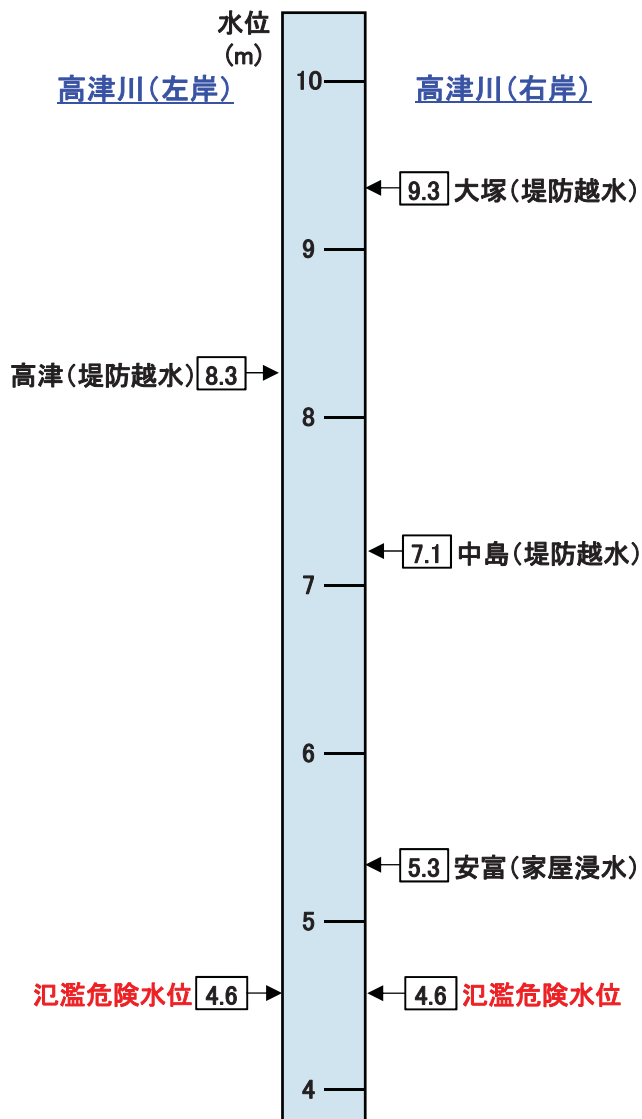 水位
(m)
高津川(左岸)
高津川(右岸)
10
9.3 大塚(堤防越水)
9
高津(堤防越水) 8.3
8
7.1 中島(堤防越水)
7
6
5.3 安富(家屋浸水)
5
氾濫危険水位 4.6
4.6 氾濫危険水位
4